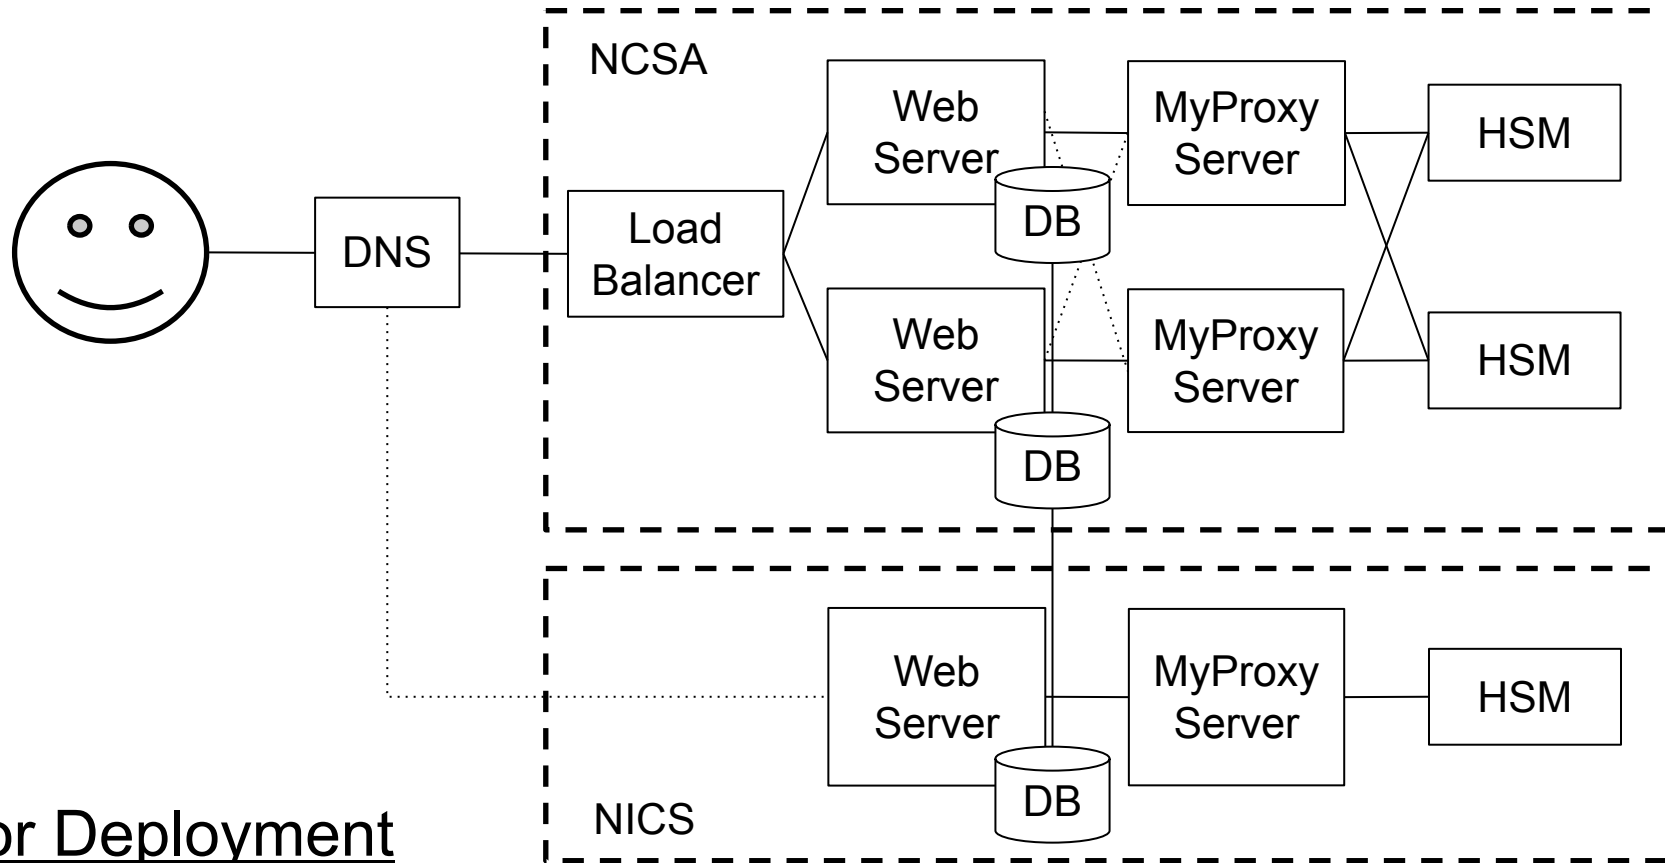 NCSA
Web
Server
MyProxy
Server
HSM
DB
DNS
Load
Balancer
Web
Server
MyProxy
Server
HSM
DB
Web
Server
MyProxy
Server
HSM
DB
NICS
or Deployment